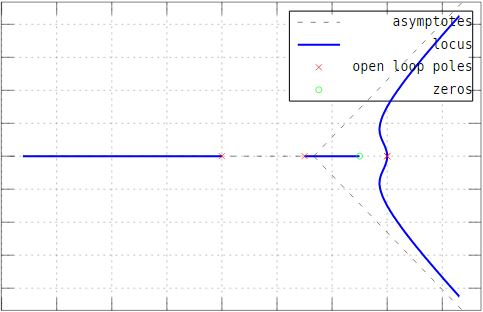 asymptotes
locus
open loop poles
zeros